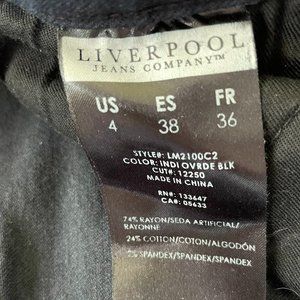 LIVERPOOL
JEANS COMPANY™
US ES FR
4 38 36
STYLE#: LM2100C2
COLOR: INDI OVRDE BLK
CUT#: 12250
MADE IN CHINA
RN#: 133647
CA#: 05633
74% RAYON/SEDA ARTIFICIAL/
RAYONNE
24% COTTON/COTON/ALGODÓN
SPANDEX/SPANDEX/SPANDEX